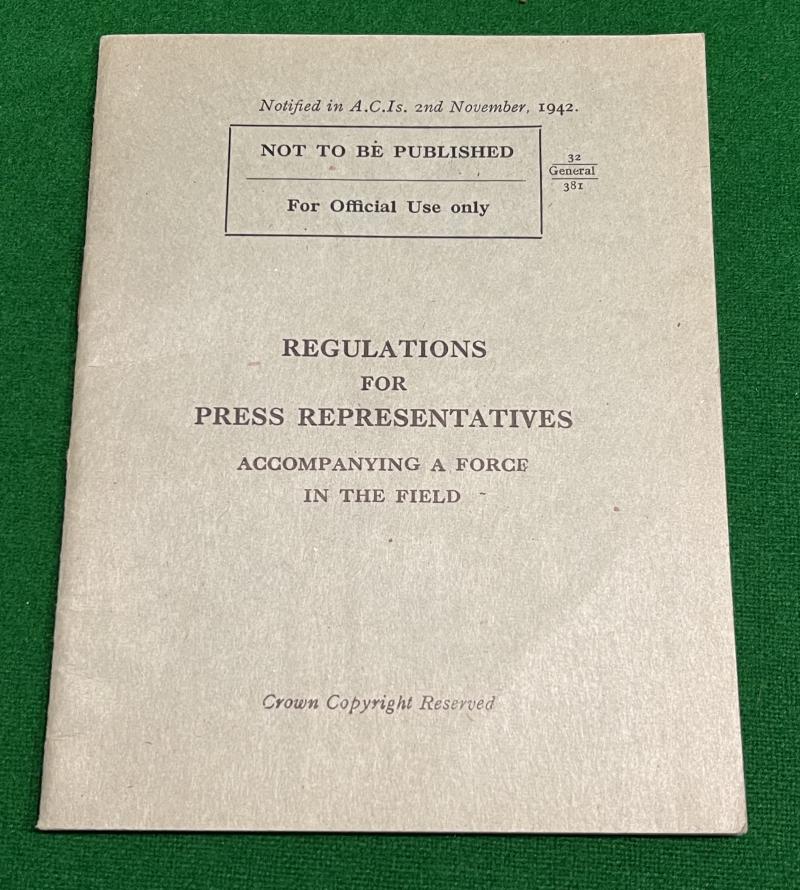 Notified in A.C.Is. 2nd November, 1942.
NOT TO BE PUBLISHED
For Official Use only
32
General
381
REGULATIONS
FOR
PRESS REPRESENTATIVES
ACCOMPANYING A FORCE
IN THE FIELD
Crown Copyright Reserved